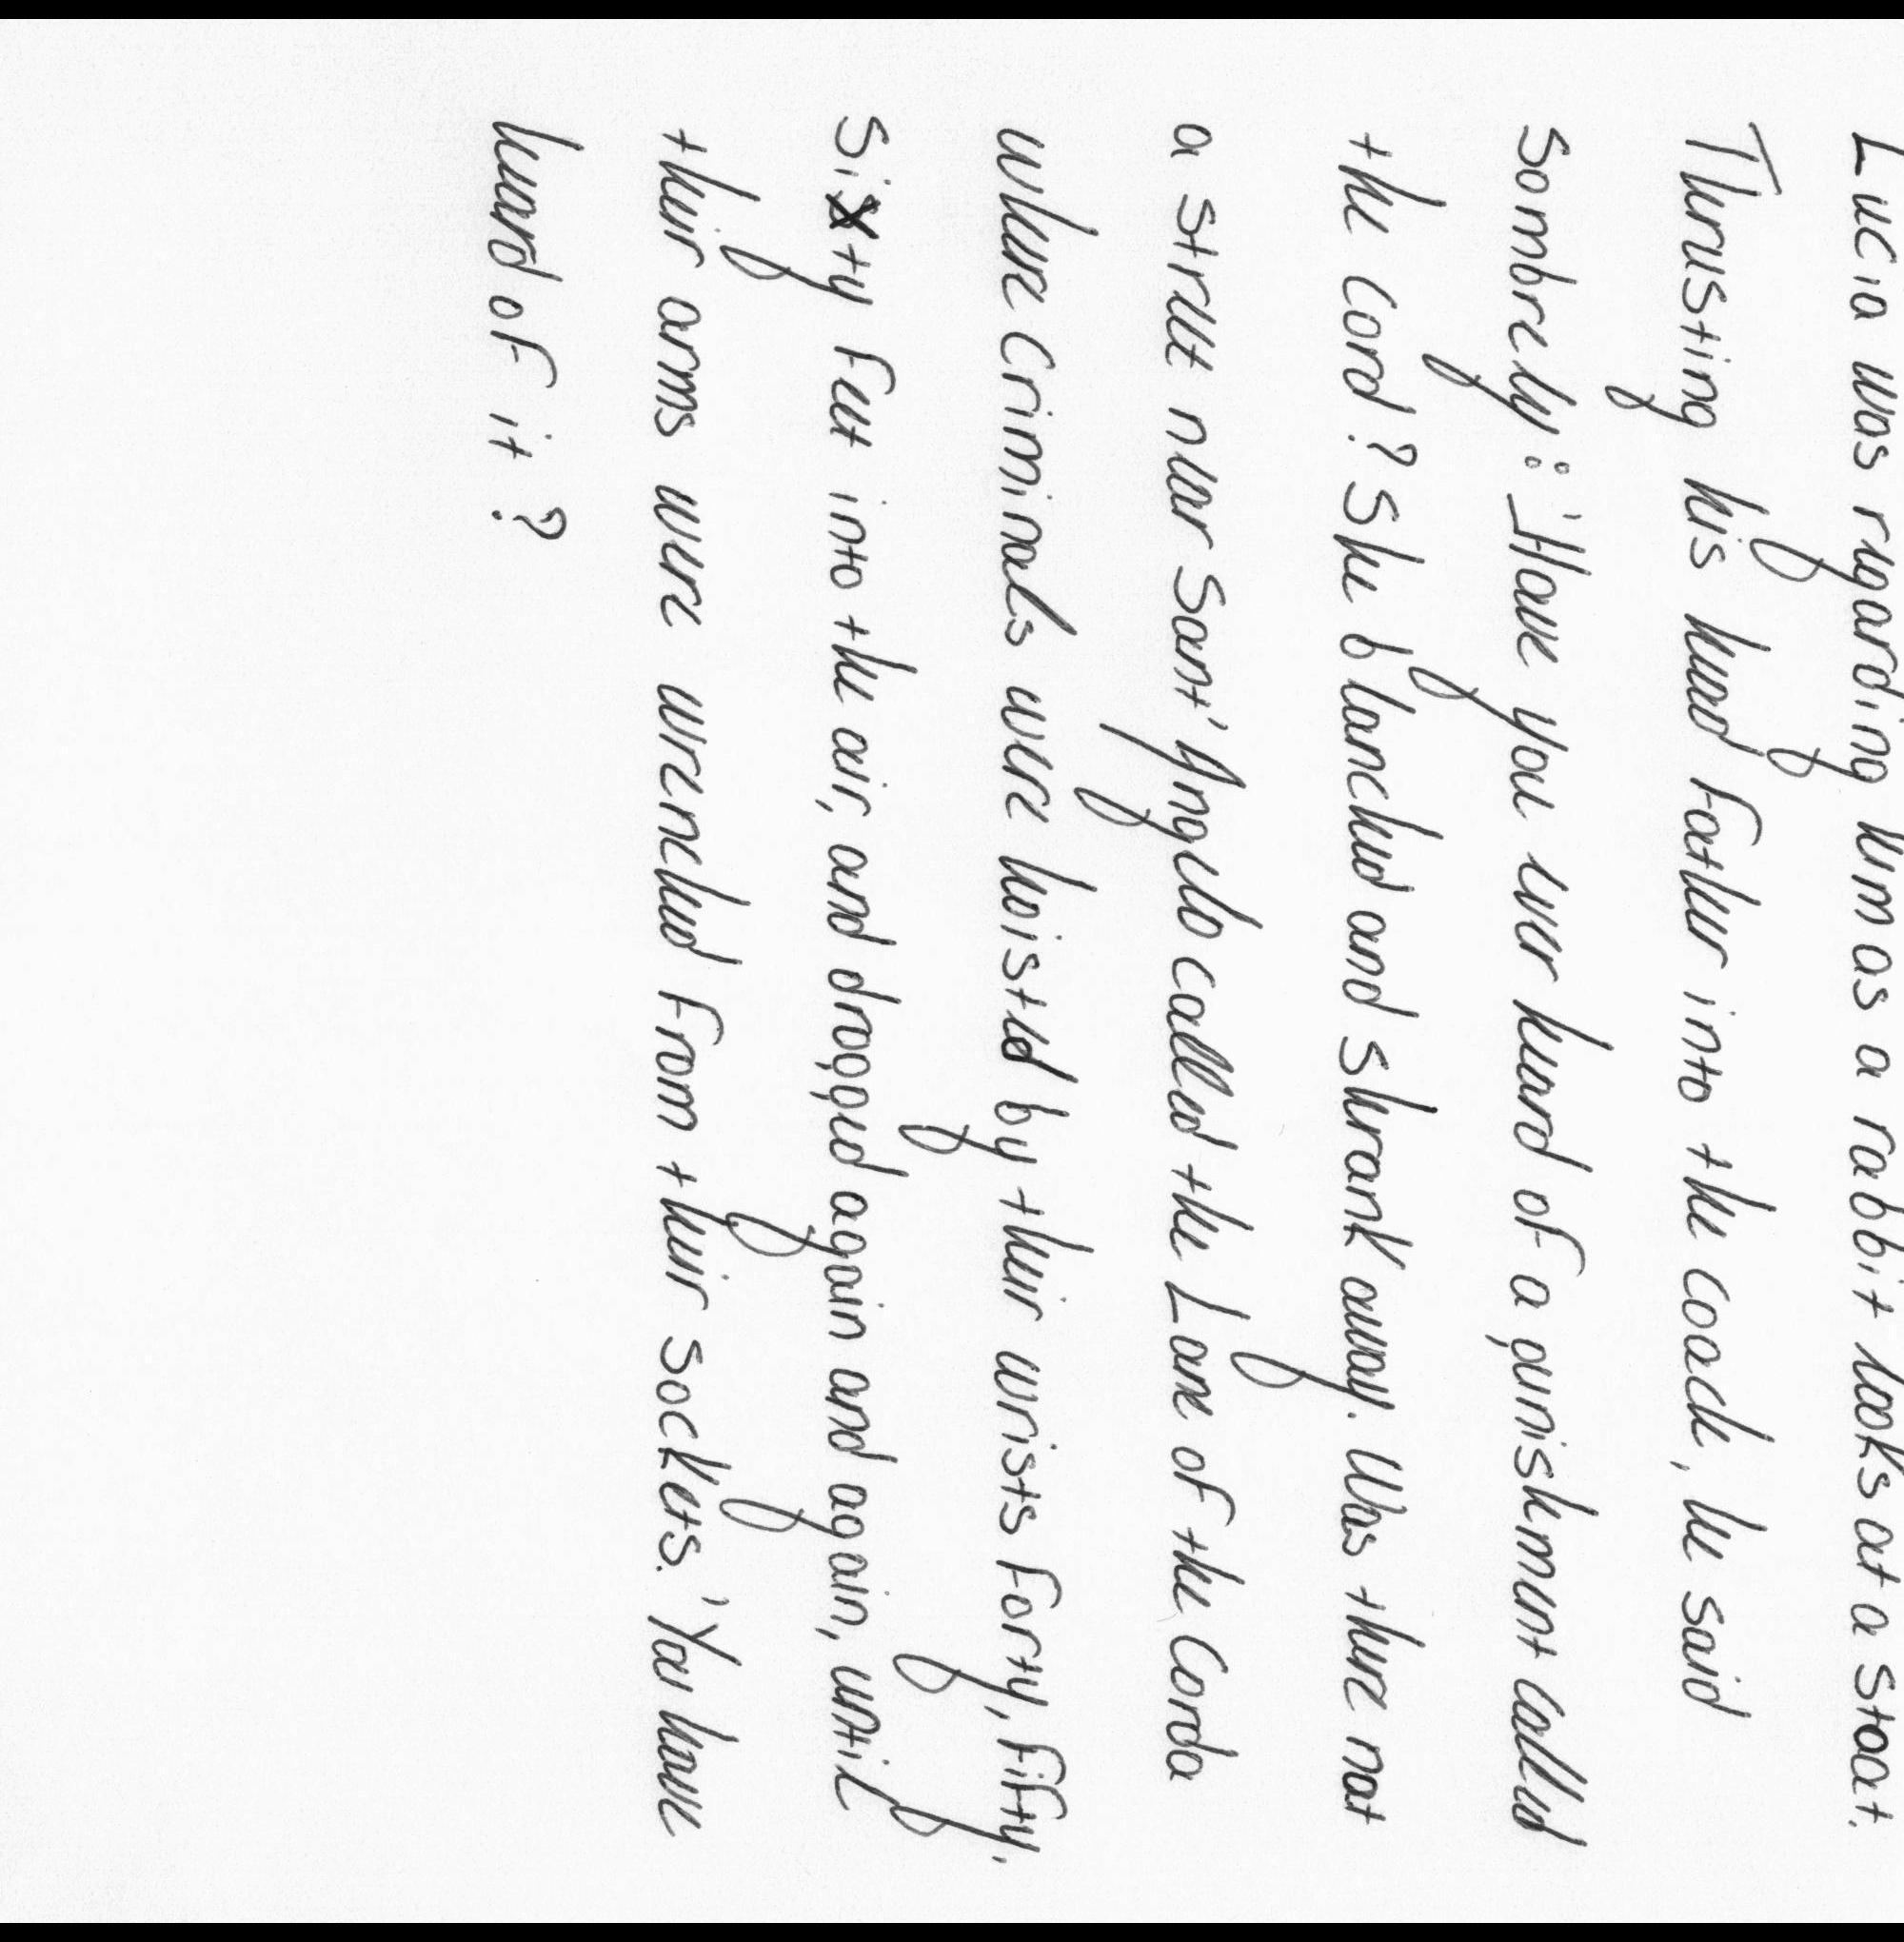 Lucia was regarding him as a rabbit looks at a stoat.
Thrusting his head farther into the coach, he said
sombrely: 'Have you ever heard of a punishment called
the cord? She blanched and shrank away. Was there not
a street near Sant' Angelo called the Lane of the Corda
where criminals were hoisted by their wrists forty, fifty,
sixty feet into the air, and dropped again and again, until
their arms were wrenched from their sockets. 'You have
heard of it?